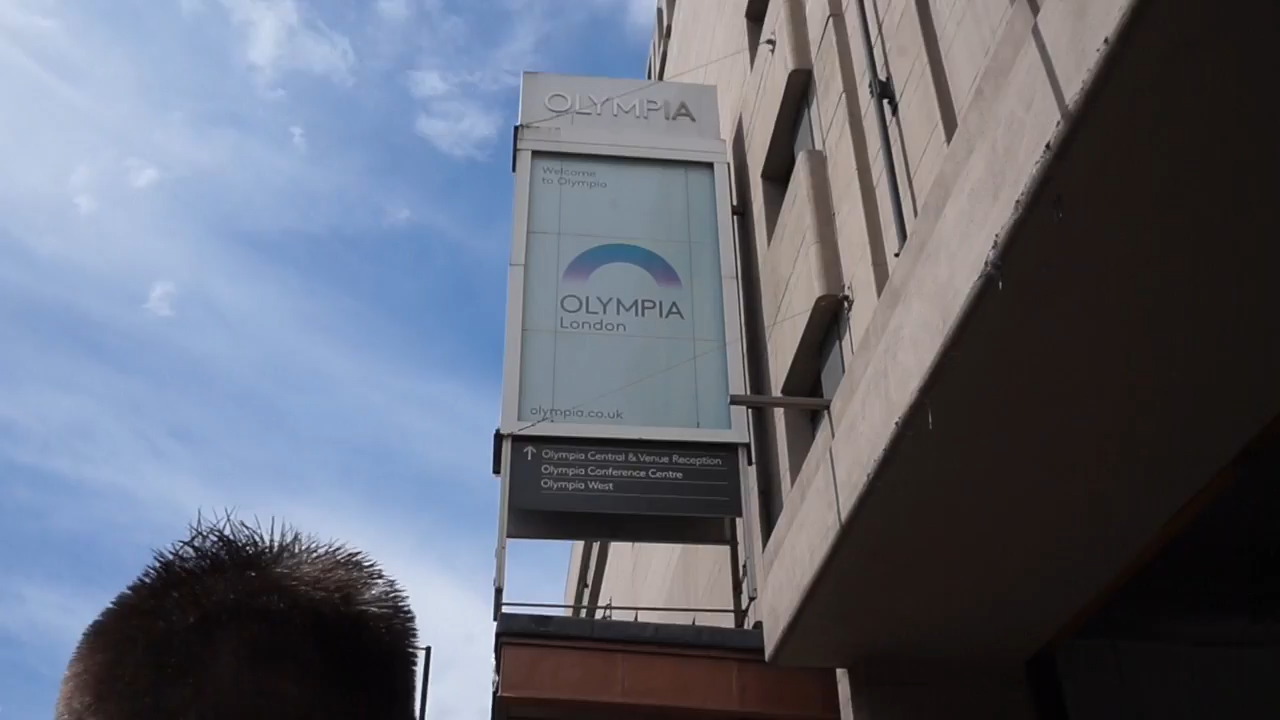 OLYMPIA
Welcome
to Olympia
OLYMPIA
London
olympia.co.uk
↑ Olympia Central & Venue Reception
Olympia Conference Centre
Olympia West